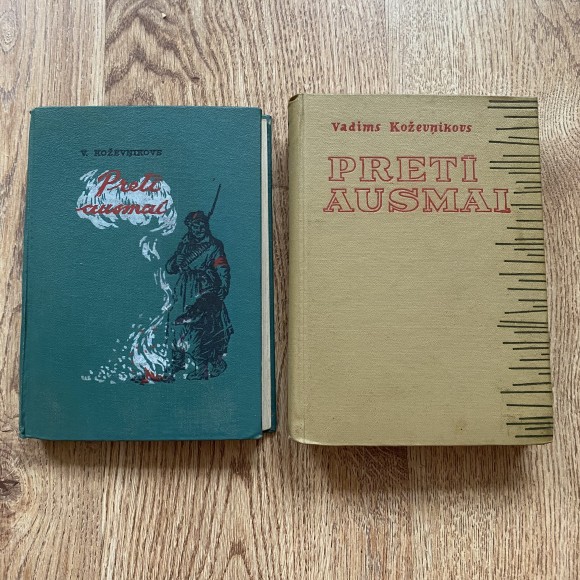 V. KOŽEVŅIKOVS
Pretī
ausmai
Vadims Koževņikovs
PRETĪ
AUSMAI